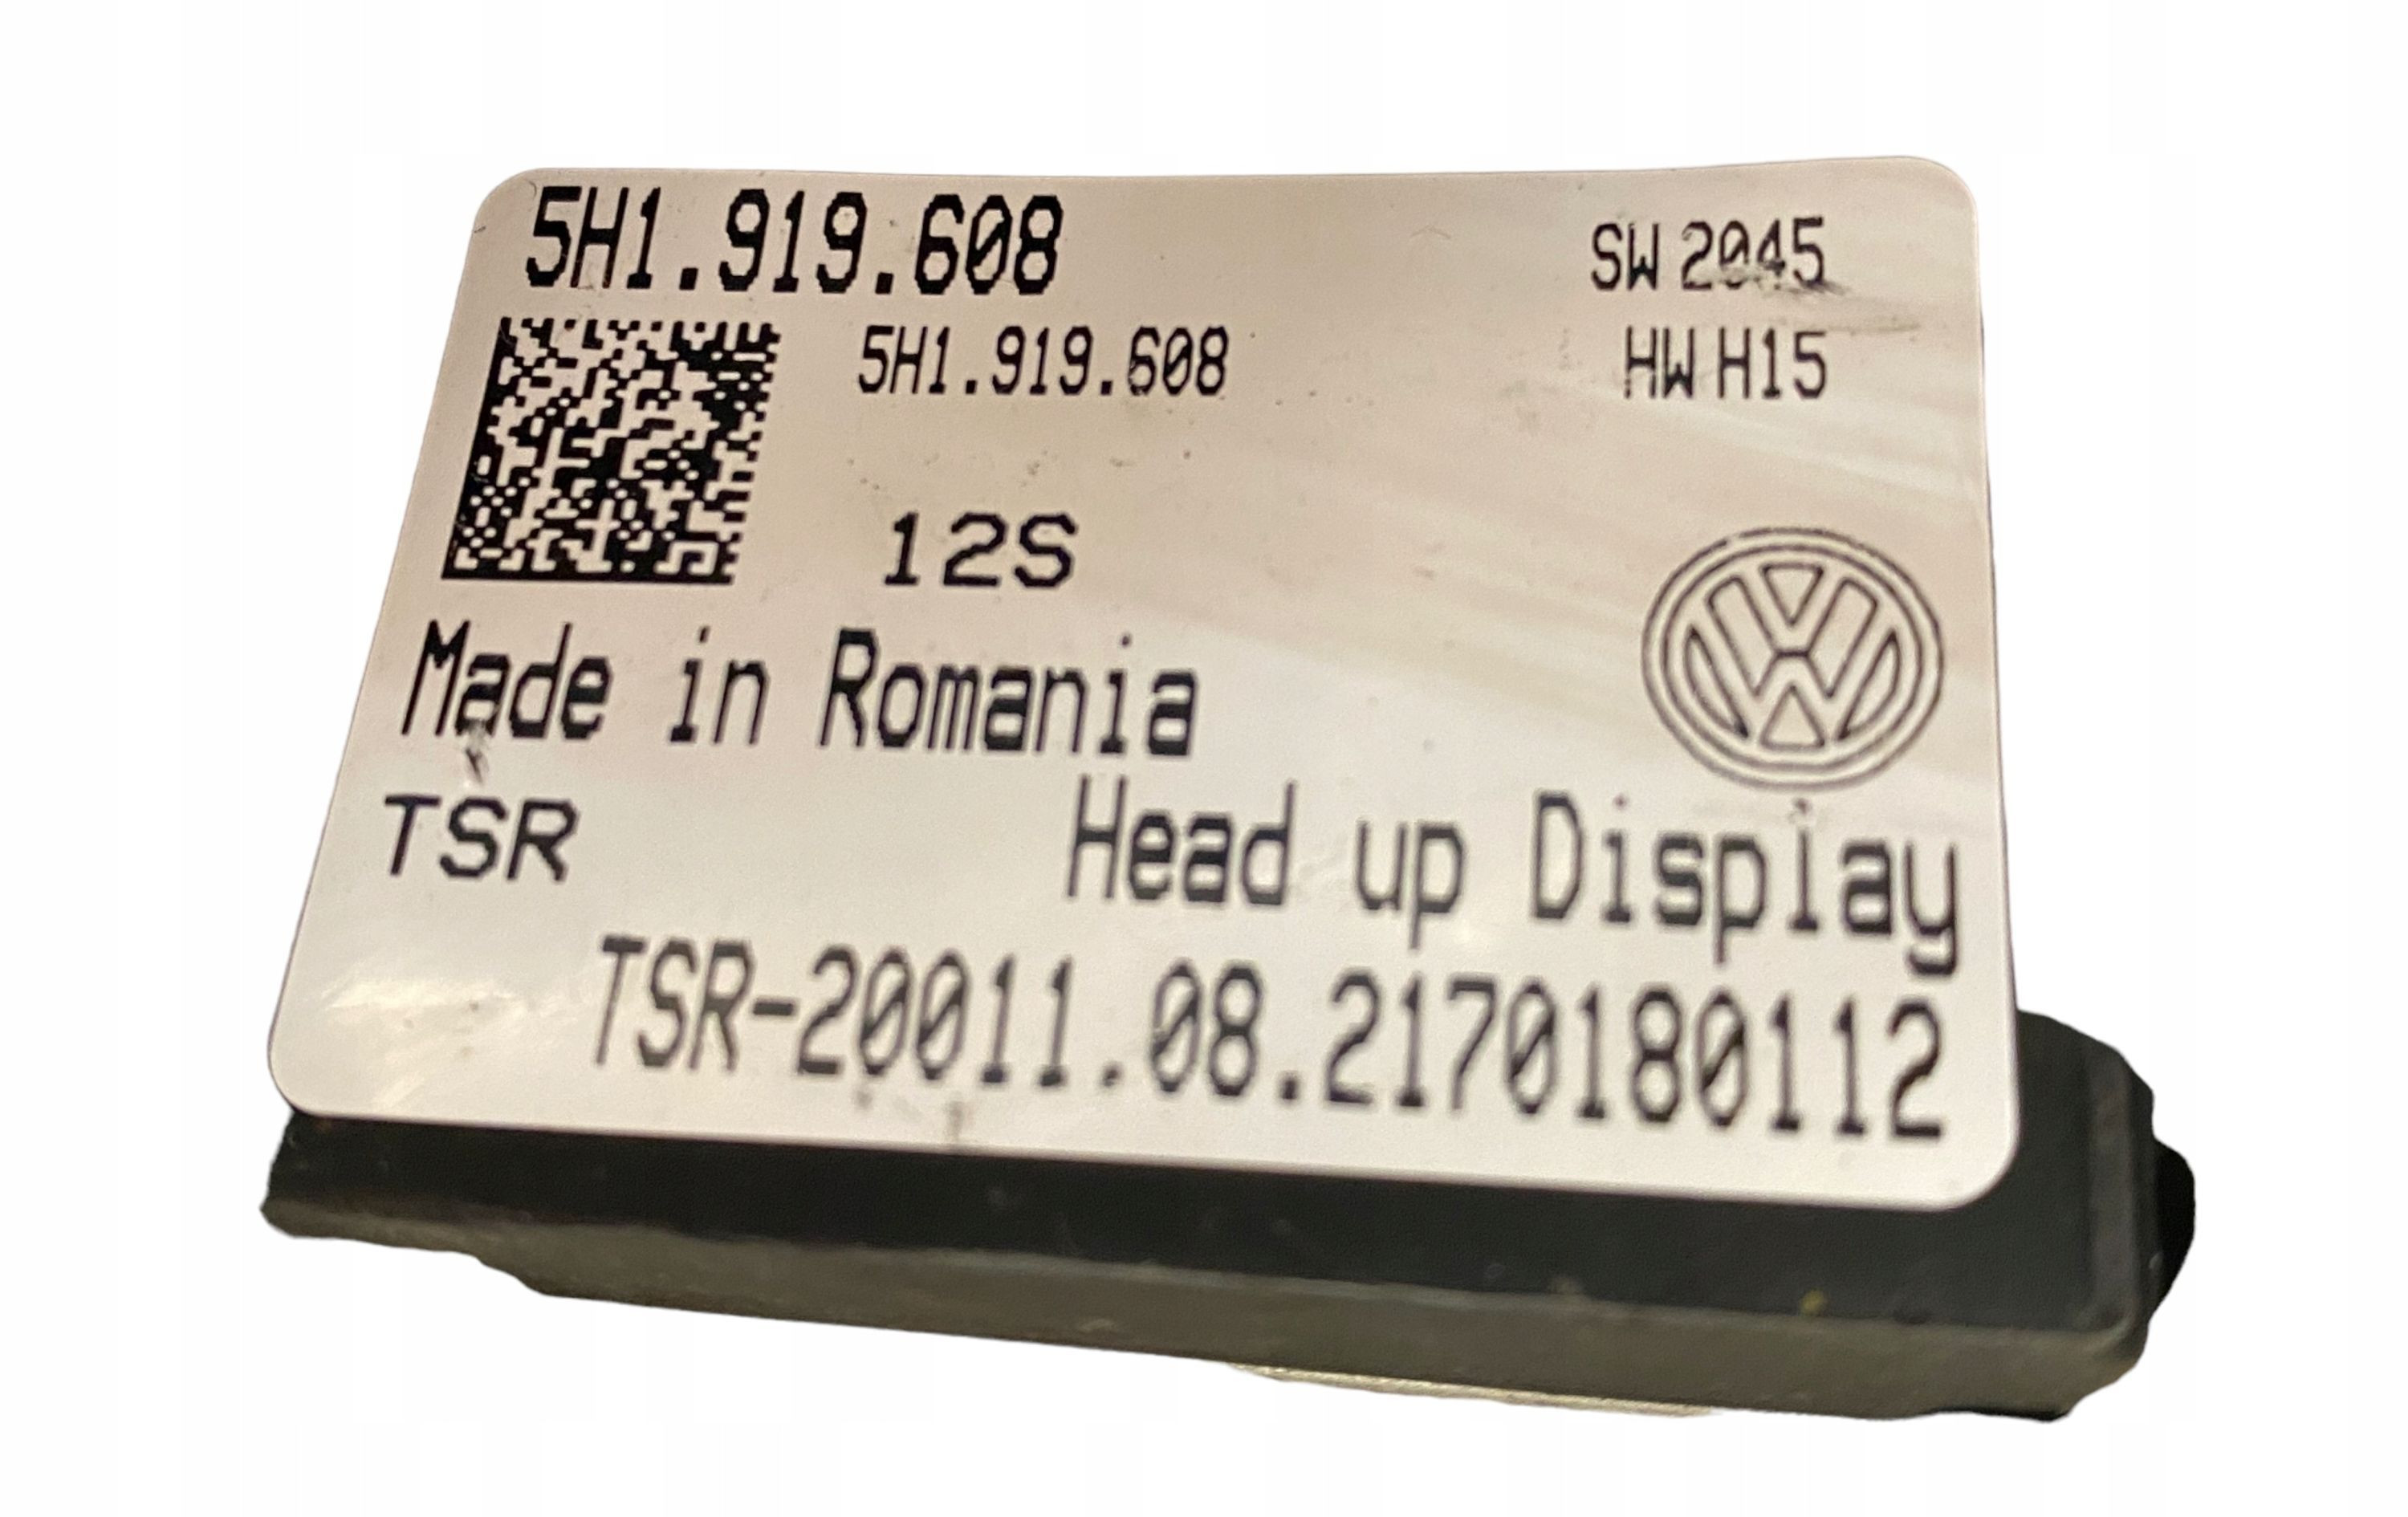 5H1.919.608
SW 2045
5H1.919.608
HW H15
12S
Made in Romania
TSR
Head up Display
TSR-20011.08.2170180112